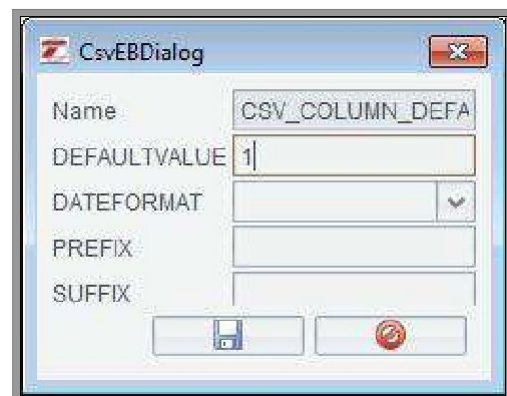 CsvEBDialog
Name CSV_COLUMN_DEFA
DEFAULTVALUE 1
DATEFORMAT
PREFIX
SUFFIX